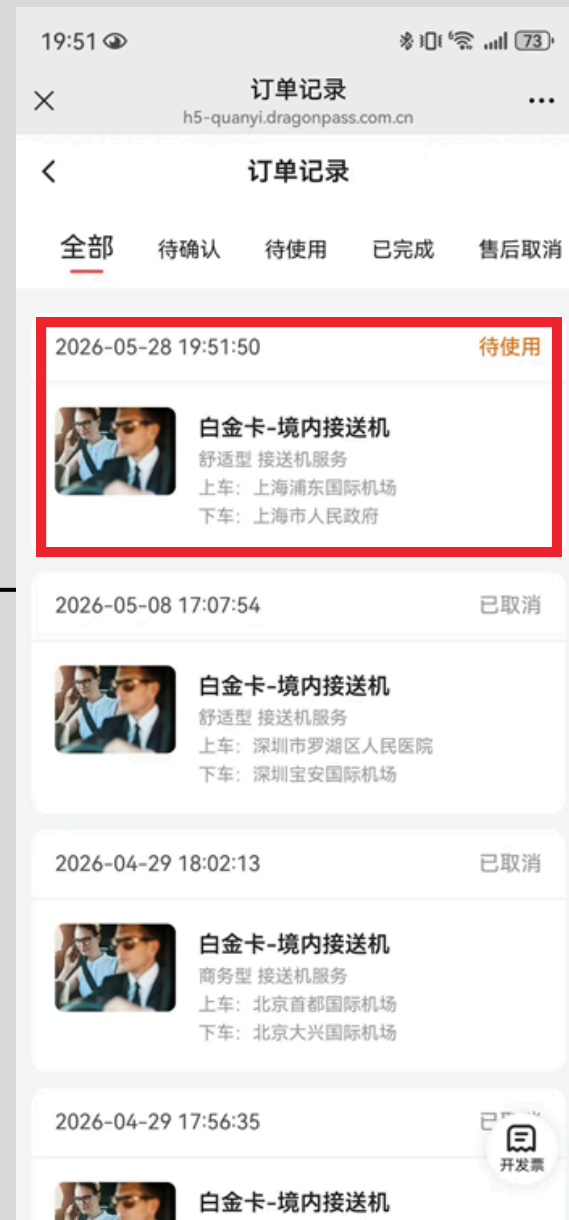 19:51
73
订单记录
h5-quanyi.dragonpass.com.cn
订单记录
全部 待确认 待使用 已完成 售后取消
2026-05-28 19:51:50 待使用
白金卡-境内接送机
舒适型 接送机服务
上车：上海浦东国际机场
下车：上海市人民政府
2026-05-08 17:07:54 已取消
白金卡-境内接送机
舒适型 接送机服务
上车：深圳市罗湖区人民医院
下车：深圳宝安国际机场
2026-04-29 18:02:13 已取消
白金卡-境内接送机
商务型 接送机服务
上车：北京首都国际机场
下车：北京大兴国际机场
2026-04-29 17:56:35
开发票
白金卡-境内接送机